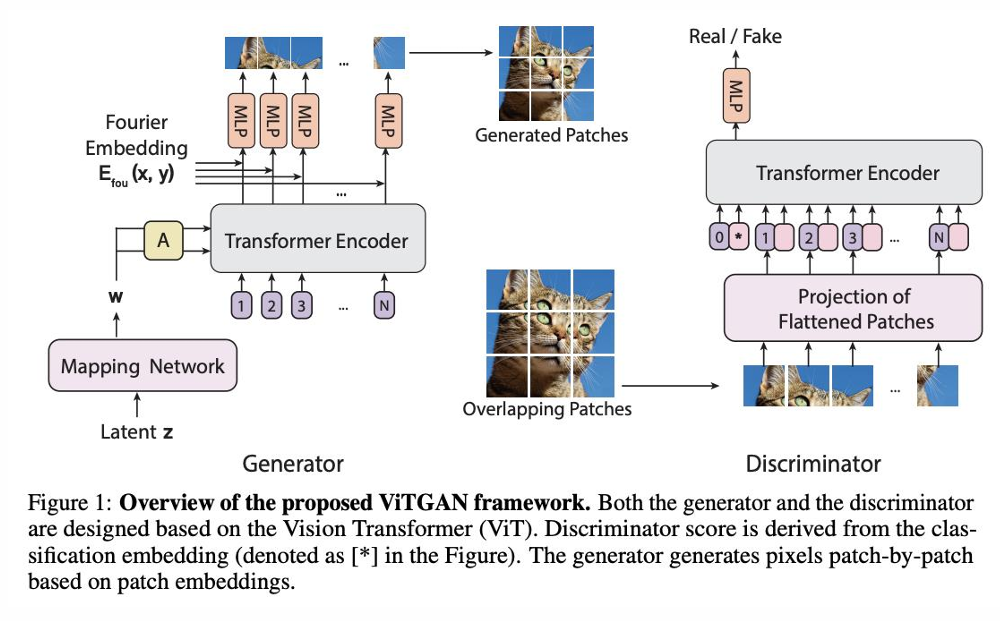 ...
Generated Patches
MLP
MLP
MLP
MLP
Fourier
Embedding
E_fou (x, y)
...
A
Transformer Encoder
w
1
2
3
...
N
Mapping Network
Latent z
Generator
Overlapping Patches
Real / Fake
MLP
Transformer Encoder
0 * 1 2 3 ... N
Projection of
Flattened Patches
...
Discriminator
Figure 1: Overview of the proposed ViTGAN framework. Both the generator and the discriminator
are designed based on the Vision Transformer (ViT). Discriminator score is derived from the clas-
sification embedding (denoted as [*] in the Figure). The generator generates pixels patch-by-patch
based on patch embeddings.